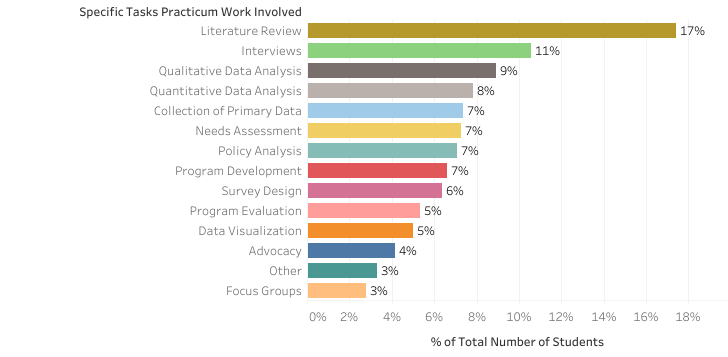 Specific Tasks Practicum Work Involved
Literature Review 17%
Interviews 11%
Qualitative Data Analysis 9%
Quantitative Data Analysis 8%
Collection of Primary Data 7%
Needs Assessment 7%
Policy Analysis 7%
Program Development 7%
Survey Design 6%
Program Evaluation 5%
Data Visualization 5%
Advocacy 4%
Other 3%
Focus Groups 3%
0% 2% 4% 6% 8% 10% 12% 14% 16% 18%
% of Total Number of Students